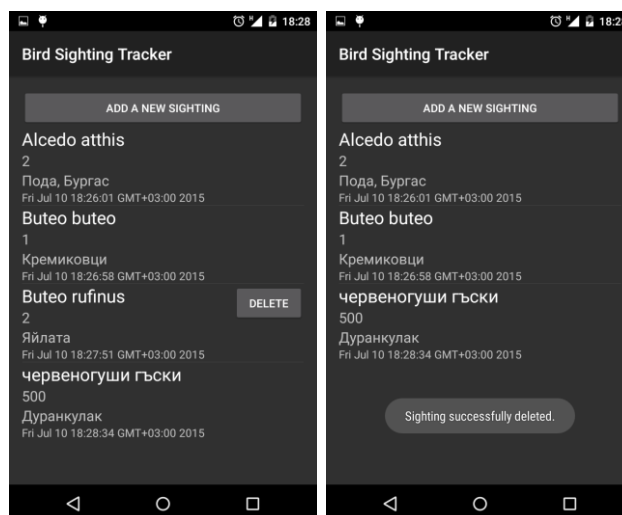 18:28
Bird Sighting Tracker
ADD A NEW SIGHTING
Alcedo atthis
2
Пода, Бургас
Fri Jul 10 18:26:01 GMT+03:00 2015
Buteo buteo
1
Кремиковци
Fri Jul 10 18:26:58 GMT+03:00 2015
Buteo rufinus
DELETE
2
Яйлата
Fri Jul 10 18:27:51 GMT+03:00 2015
червеногуши гъски
500
Дуранкулак
Fri Jul 10 18:28:34 GMT+03:00 2015
Bird Sighting Tracker
ADD A NEW SIGHTING
Alcedo atthis
2
Пода, Бургас
Fri Jul 10 18:26:01 GMT+03:00 2015
Buteo buteo
1
Кремиковци
Fri Jul 10 18:26:58 GMT+03:00 2015
червеногуши гъски
500
Дуранкулак
Fri Jul 10 18:28:34 GMT+03:00 2015
Sighting successfully deleted.